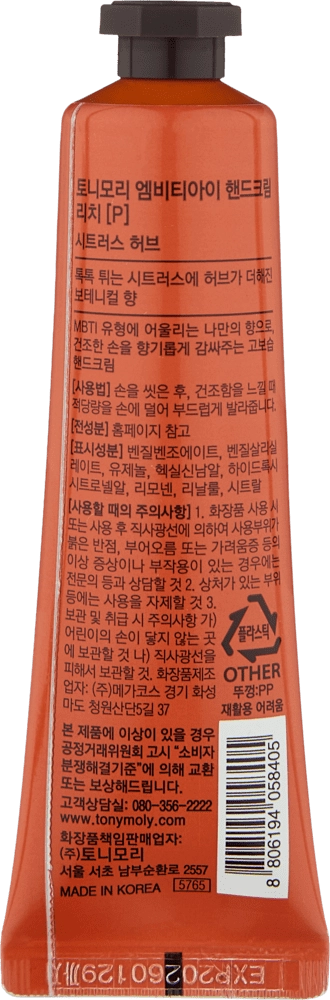 토니모리 엠비티아이 핸드크림
리치 [P]
시트러스 허브
톡톡 튀는 시트러스에 허브가 더해진
보테니컬 향
MBTI 유형에 어울리는 나만의 향으로,
건조한 손을 향기롭게 감싸주는 고보습
핸드크림
[사용법] 손을 씻은 후, 건조함을 느낄 때
적당량을 손에 덜어 부드럽게 발라줍니다.
[전성분] 홈페이지 참고
[표시성분] 벤질벤조에이트, 벤질살리실
레이트, 유제놀, 헥실신남알, 하이드록시
시트로넬알, 리모넨, 리날룰, 시트랄
[사용할 때의 주의사항] 1. 화장품 사용 시
또는 사용 후 직사광선에 의하여 사용부위가
붉은 반점, 부어오름 또는 가려움증 등의
이상 증상이나 부작용이 있는 경우에는
전문의 등과 상담할 것 2. 상처가 있는 부위
등에는 사용을 자제할 것 3.
보관 및 취급 시 주의사항 가)
어린이의 손이 닿지 않는 곳
에 보관할 것 나) 직사광선을
피해서 보관할 것. 화장품제조
업자: (주)메가코스 경기 화성
마도 청원산단5길 37
플라스틱
OTHER
뚜껑:PP
재활용 어려움
본 제품에 이상이 있을 경우
공정거래위원회 고시 “소비자
분쟁해결기준”에 의해 교환
또는 보상해드립니다.
고객상담실: 080-356-2222
www.tonymoly.com
화장품책임판매업자:
(주)토니모리
서울 서초 남부순환로 2557
MADE IN KOREA 5765
8 806194 058405
EXP20260129까지